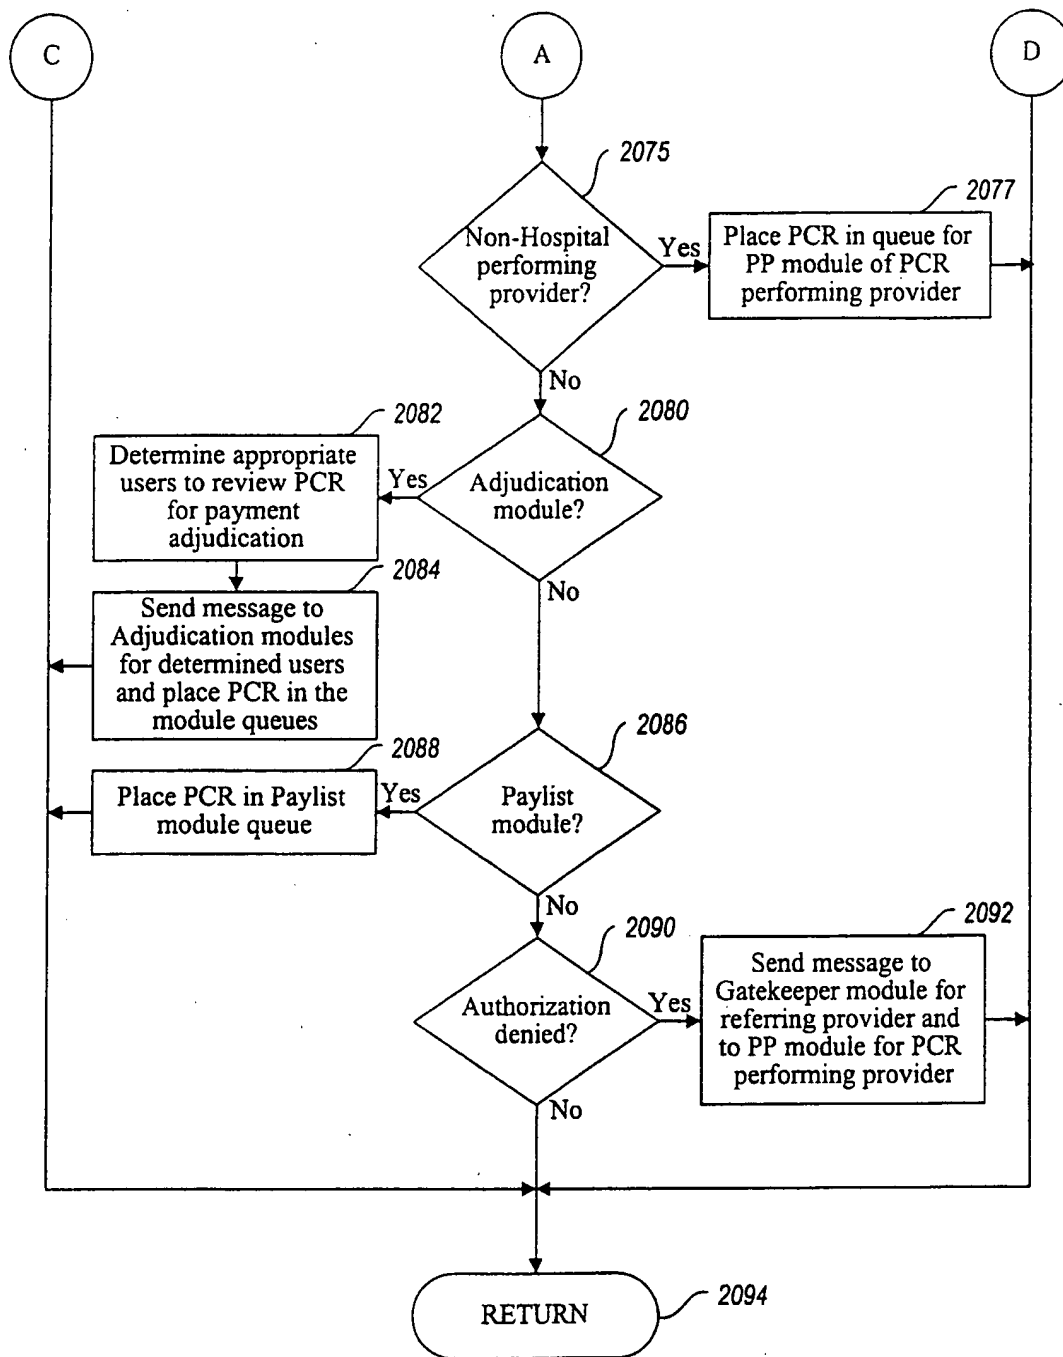 C
A
D
2075
2077
Non-Hospital
performing
provider?
Yes
Place PCR in queue for
PP module of PCR
performing provider
No
2082
2080
Determine appropriate
users to review PCR
for payment
adjudication
Yes
Adjudication
module?
No
2084
Send message to
Adjudication modules
for determined users
and place PCR in the
module queues
2086
2088
Place PCR in Paylist
module queue
Yes
Paylist
module?
No
2090
2092
Authorization
denied?
Yes
Send message to
Gatekeeper module for
referring provider and
to PP module for PCR
performing provider
No
RETURN
2094